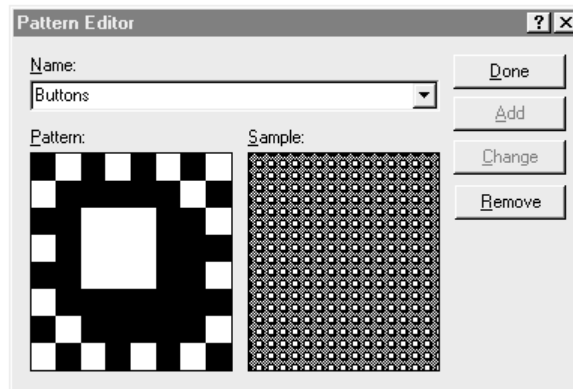 Pattern Editor
? X
Name:
Buttons
Pattern:
Sample:
Done
Add
Change
Remove